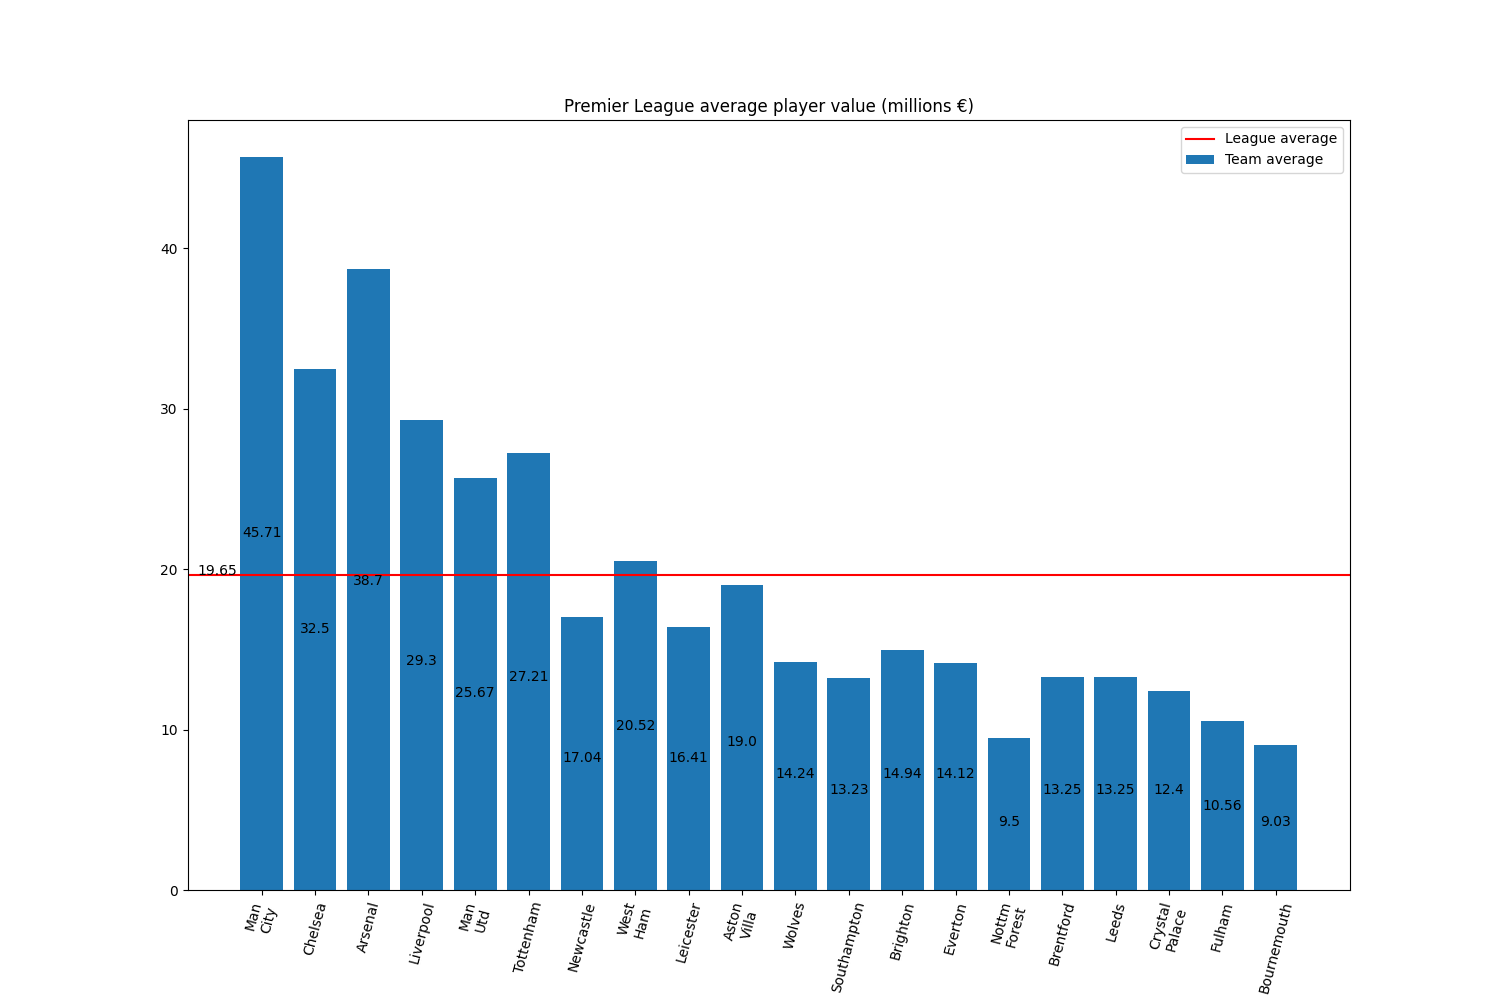 Premier League average player value (millions €)
League average
Team average
40
30
20
10
0
19.65
45.71
32.5
38.7
29.3
25.67
27.21
17.04
20.52
16.41
19.0
14.24
13.23
14.94
14.12
9.5
13.25
13.25
12.4
10.56
9.03
Man
City
Chelsea
Arsenal
Liverpool
Man
Utd
Tottenham
Newcastle
West
Ham
Leicester
Aston
Villa
Wolves
Southampton
Brighton
Everton
Nottm
Forest
Brentford
Leeds
Crystal
Palace
Fulham
Bournemouth